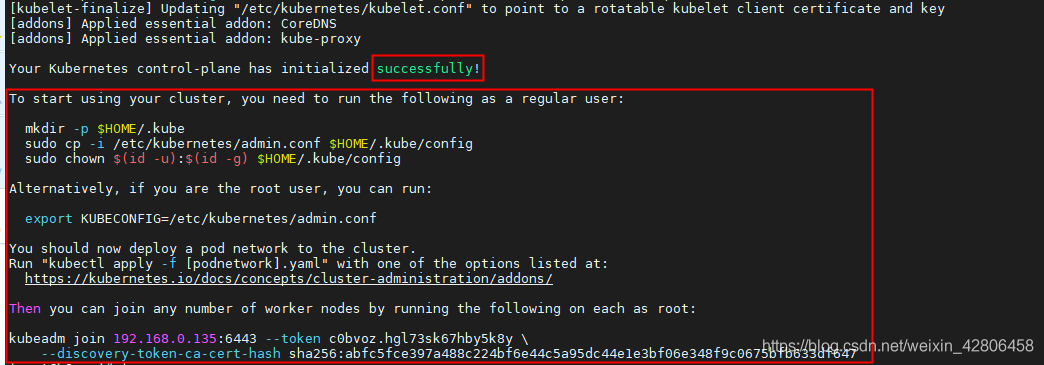 [kubelet-finalize] Updating "/etc/kubernetes/kubelet.conf" to point to a rotatable kubelet client certificate and key
[addons] Applied essential addon: CoreDNS
[addons] Applied essential addon: kube-proxy
Your Kubernetes control-plane has initialized successfully!
To start using your cluster, you need to run the following as a regular user:
mkdir -p $HOME/.kube
sudo cp -i /etc/kubernetes/admin.conf $HOME/.kube/config
sudo chown $(id -u):$(id -g) $HOME/.kube/config
Alternatively, if you are the root user, you can run:
export KUBECONFIG=/etc/kubernetes/admin.conf
You should now deploy a pod network to the cluster.
Run "kubectl apply -f [podnetwork].yaml" with one of the options listed at:
https://kubernetes.io/docs/concepts/cluster-administration/addons/
Then you can join any number of worker nodes by running the following on each as root:
kubeadm join 192.168.0.135:6443 --token c0bvoz.hgl73sk67hby5k8y \
--discovery-token-ca-cert-hash sha256:abfc5fce397a488c224bf6e44c5a95dc44e1e3bf06e348f9c0675bfb633df647
https://blog.csdn.net/weixin_42806458